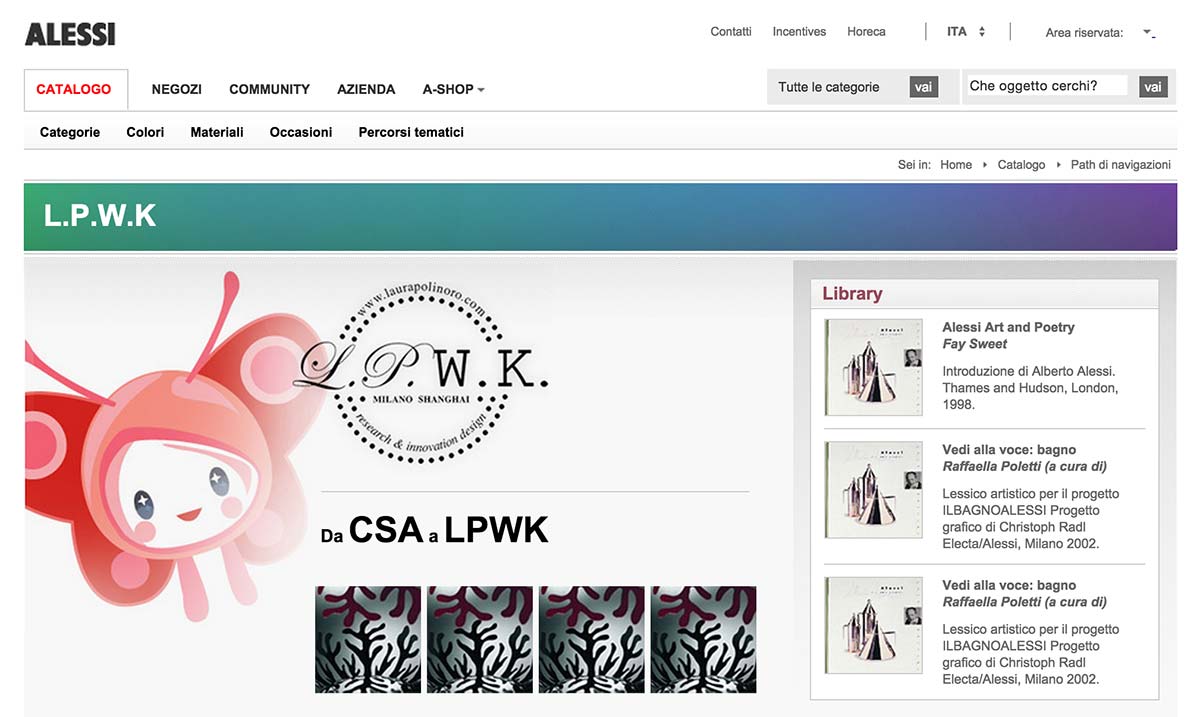 ALESSI
Contatti Incentives Horeca ITA Area riservata:
CATALOGO NEGOZI COMMUNITY AZIENDA A-SHOP
Tutte le categorie vai Che oggetto cerchi? vai
Categorie Colori Materiali Occasioni Percorsi tematici
Sei in: Home Catalogo Path di navigazioni
L.P.W.K
www.laurapolinoro.com
L.P.W.K.
MILANO SHANGHAI
research & innovation design
Da CSA a LPWK
Library
Alessi
Alessi Art and Poetry
Fay Sweet
Introduzione di Alberto Alessi.
Thames and Hudson, London,
1998.
Alessi
Vedi alla voce: bagno
Raffaella Poletti (a cura di)
Lessico artistico per il progetto
ILBAGNOALESSI Progetto
grafico di Christoph Radl
Electa/Alessi, Milano 2002.
Alessi
Vedi alla voce: bagno
Raffaella Poletti (a cura di)
Lessico artistico per il progetto
ILBAGNOALESSI Progetto
grafico di Christoph Radl
Electa/Alessi, Milano 2002.